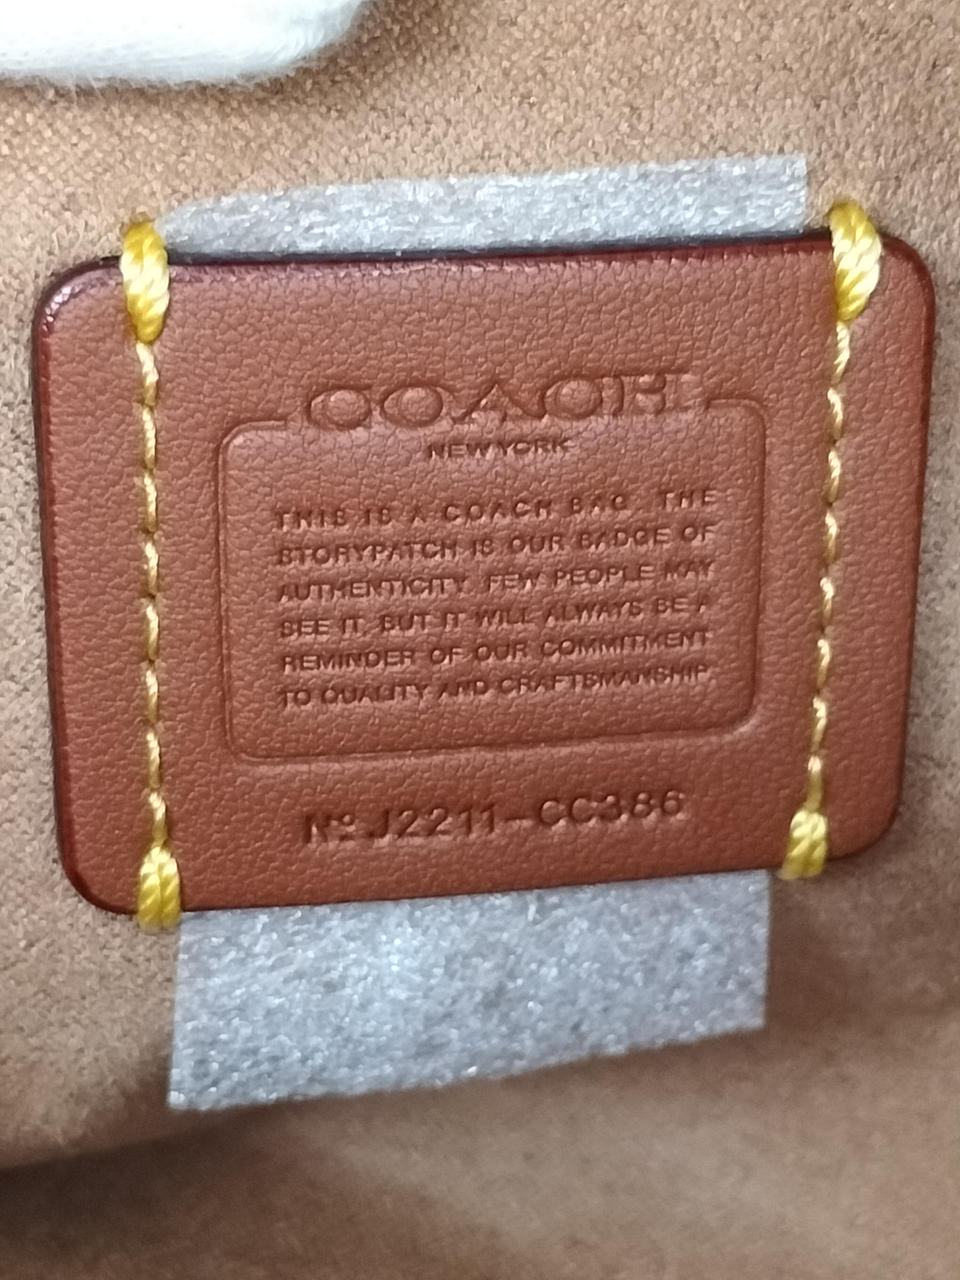 COACH
NEW YORK
THIS IS A COACH BAG. THE
STORYPATCH IS OUR BADGE OF
AUTHENTICITY. FEW PEOPLE MAY
SEE IT, BUT IT WILL ALWAYS BE A
REMINDER OF OUR COMMITMENT
TO QUALITY AND CRAFTSMANSHIP.
Nº J2211-CC386